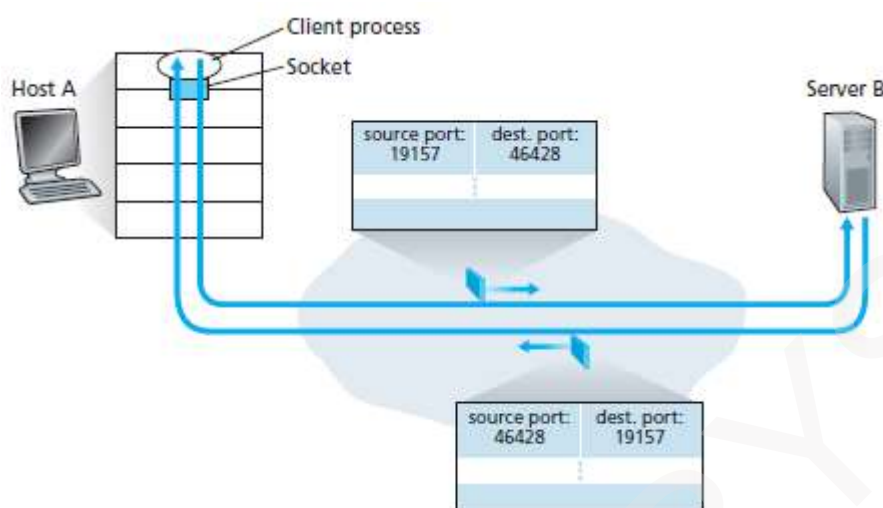 Client process
Socket
Host A
Server B
source port: 19157
dest. port: 46428
source port: 46428
dest. port: 19157